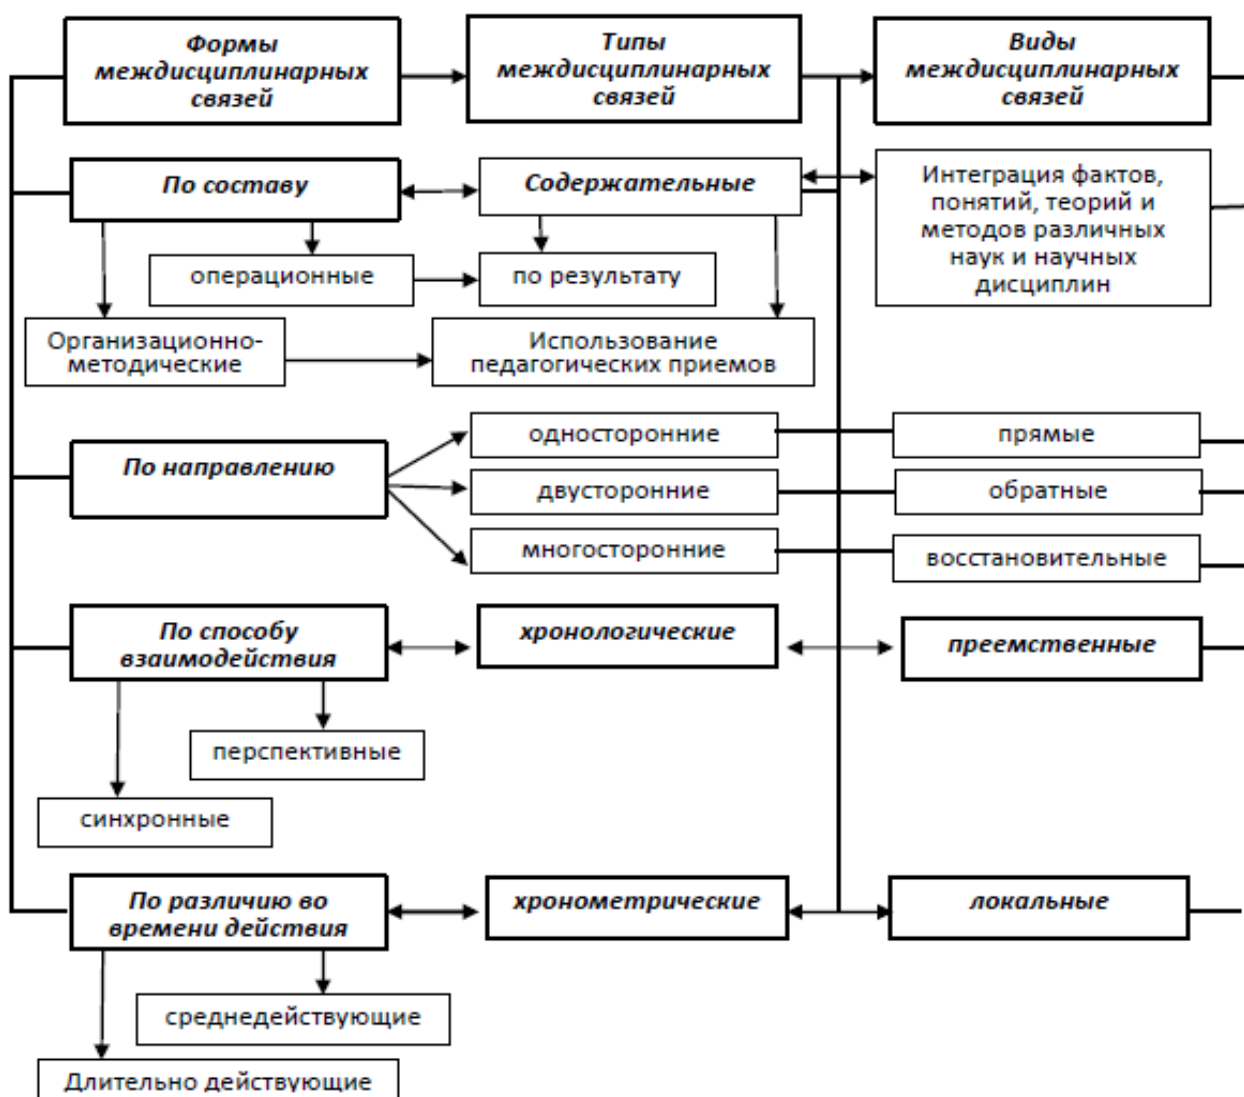 Формы
междисциплинарных
связей
Типы
междисциплинарных
связей
Виды
междисциплинарных
связей
По составу
Содержательные
Интеграция фактов,
понятий, теорий и
методов различных
наук и научных
дисциплин
операционные
по результату
Организационно-
методические
Использование
педагогических приемов
По направлению
односторонние
прямые
двусторонние
обратные
многосторонние
восстановительные
По способу
взаимодействия
хронологические
преемственные
перспективные
синхронные
По различию во
времени действия
хронометрические
локальные
среднедействующие
Длительно действующие